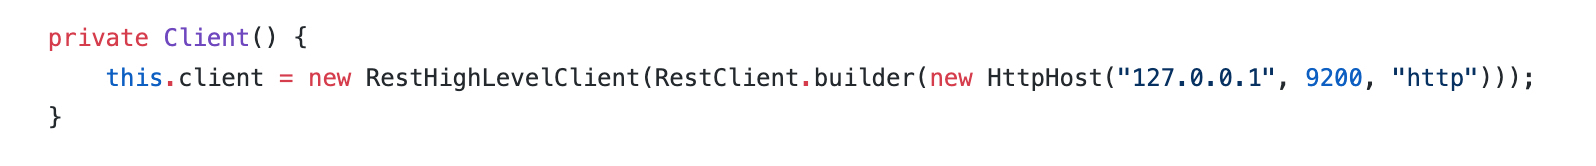 private Client() {
    this.client = new RestHighLevelClient(RestClient.builder(new HttpHost("127.0.0.1", 9200, "http")));
}